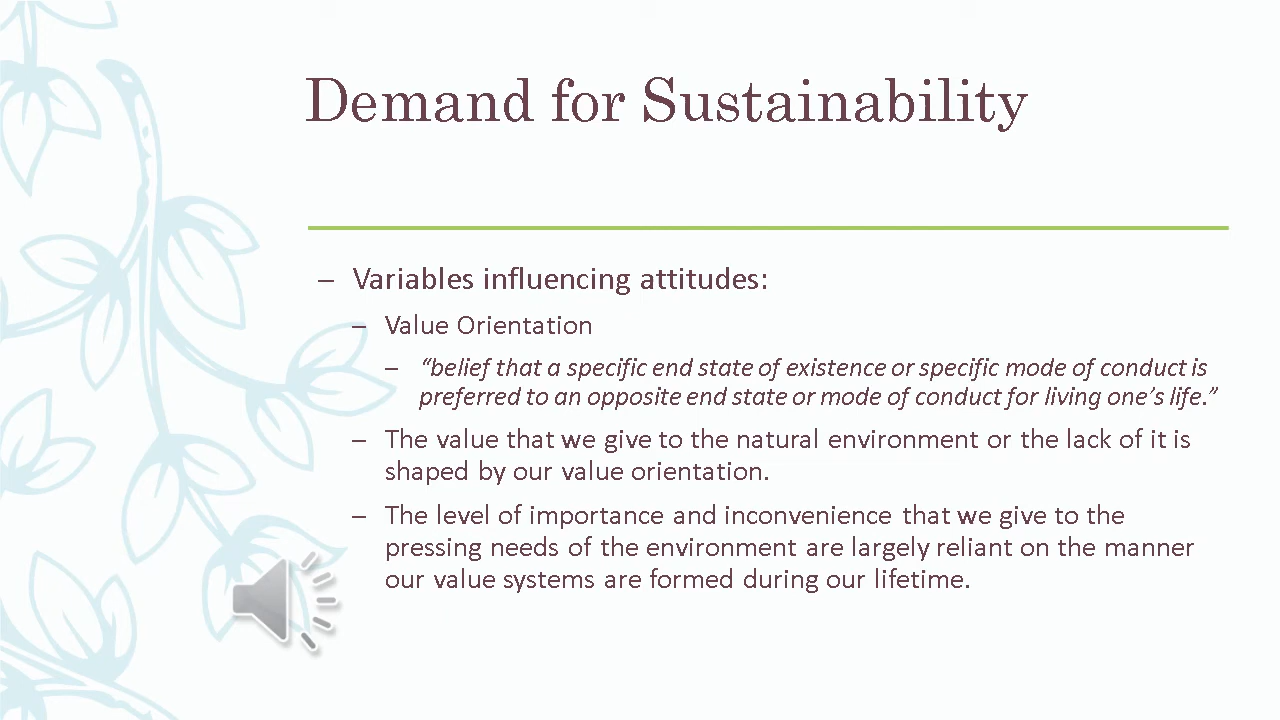 Demand for Sustainability
– Variables influencing attitudes:
– Value Orientation
– “belief that a specific end state of existence or specific mode of conduct is
preferred to an opposite end state or mode of conduct for living one’s life.”
– The value that we give to the natural environment or the lack of it is
shaped by our value orientation.
– The level of importance and inconvenience that we give to the
pressing needs of the environment are largely reliant on the manner
our value systems are formed during our lifetime.